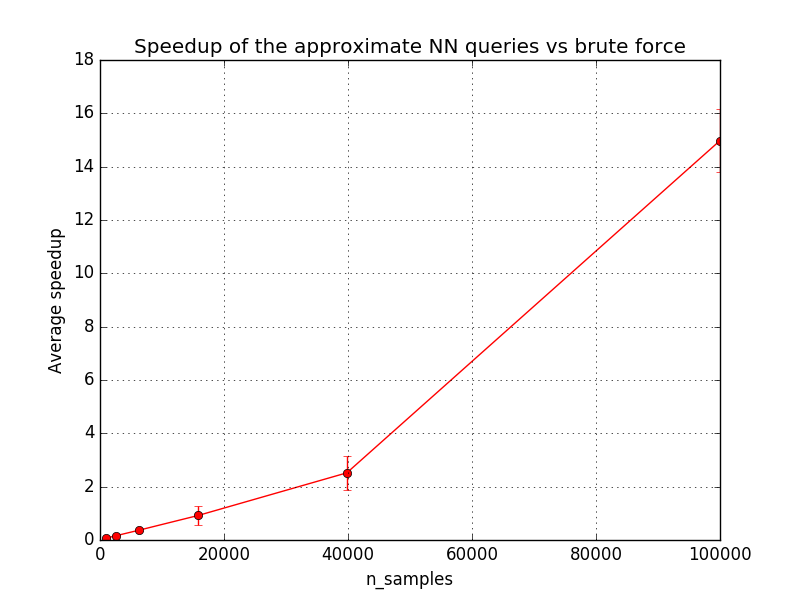 Speedup of the approximate NN queries vs brute force
18
16
14
12
10
8
6
4
2
0
Average speedup
0 20000 40000 60000 80000 100000
n_samples